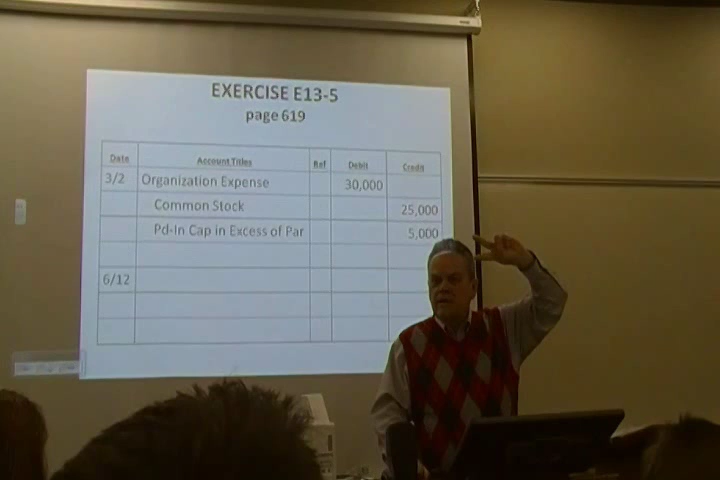 EXERCISE E13-5
page 619
Date Account Titles Ref Debit Credit
3/2 Organization Expense 30,000
Common Stock 25,000
Pd-In Cap in Excess of Par 5,000
6/12